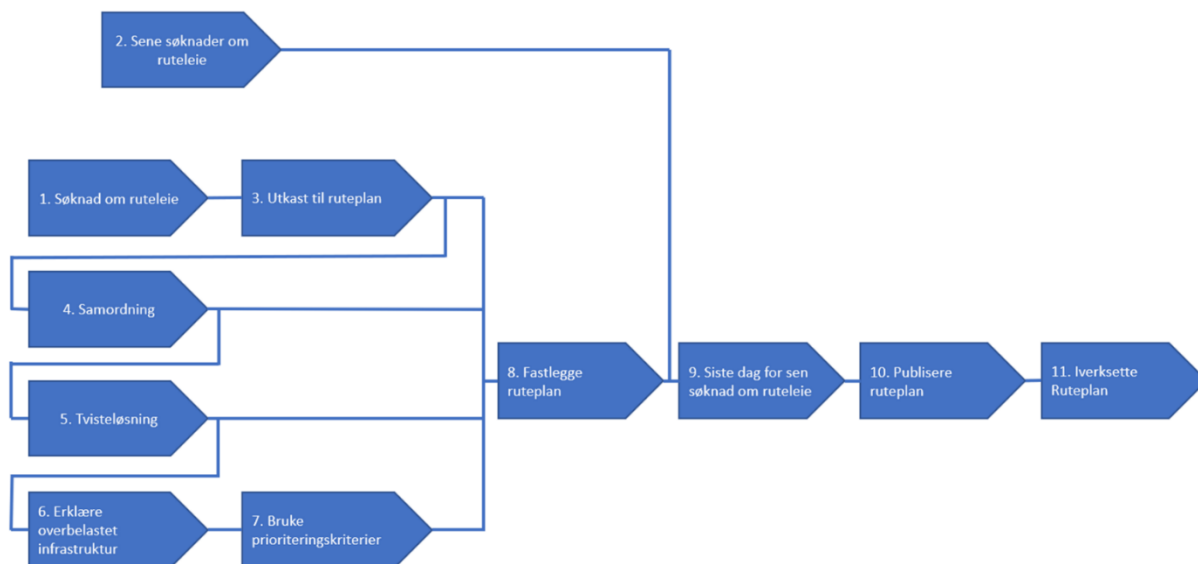 2. Sene søknader om
ruteleie
1. Søknad om ruteleie
3. Utkast til ruteplan
4. Samordning
5. Tvisteløsning
6. Erklære
overbelastet
infrastruktur
7. Bruke
prioriteringskriterier
8. Fastlegge
ruteplan
9. Siste dag for sen
søknad om ruteleie
10. Publisere
ruteplan
11. Iverksette
Ruteplan